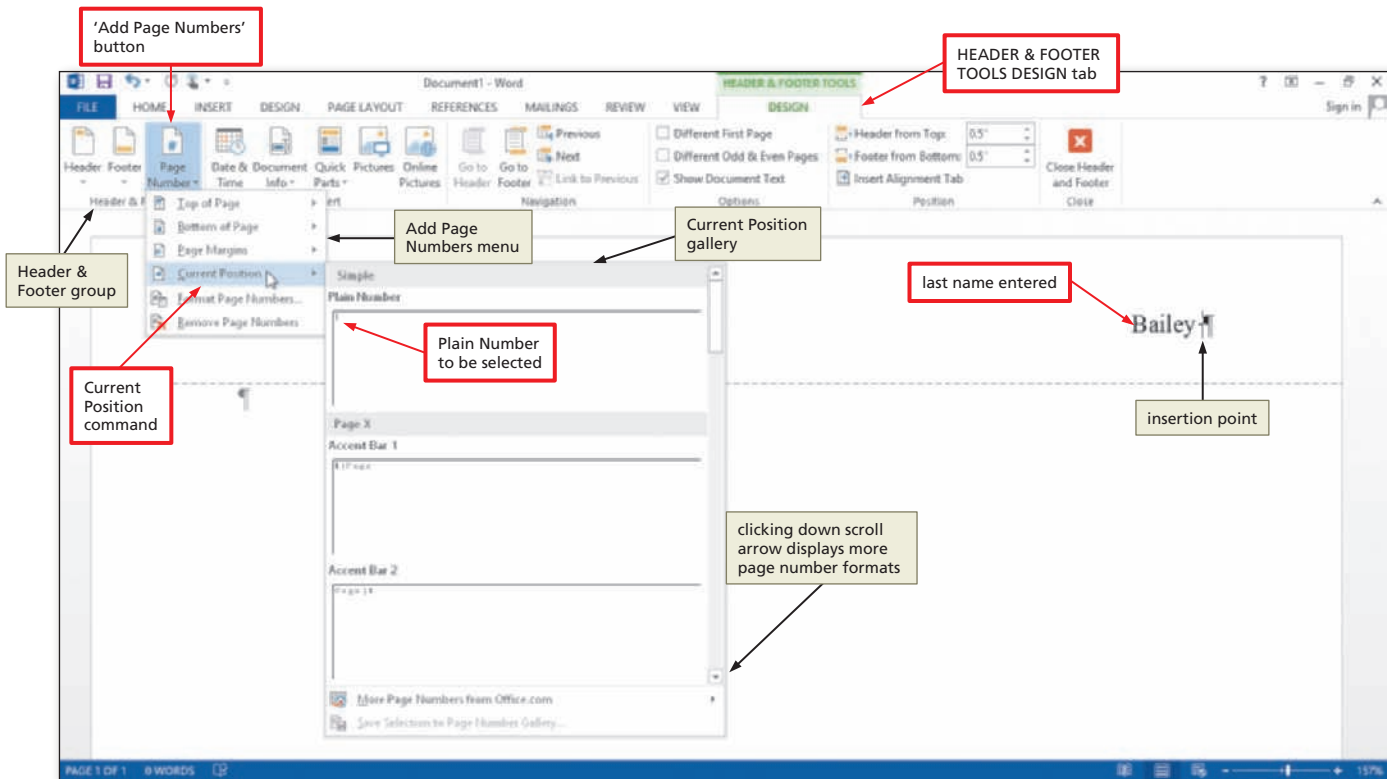 'Add Page Numbers'
button
HEADER & FOOTER
TOOLS DESIGN tab
Document1 - Word
HEADER & FOOTER TOOLS
?
FILE HOME INSERT DESIGN PAGE LAYOUT REFERENCES MAILINGS REVIEW VIEW DESIGN
Sign in
Header Footer Page
Number
Date &
Time
Document
Info
Quick
Parts
Pictures Online
Pictures
Go to
Header
Go to
Footer
Previous
Next
Link to Previous
Different First Page
Different Odd & Even Pages
Show Document Text
Header from Top: 0.5"
Footer from Bottom: 0.5"
Insert Alignment Tab
Close Header
and Footer
Header & F
ert
Navigation
Options
Position
Close
Top of Page
Bottom of Page
Page Margins
Current Position
Format Page Numbers...
Remove Page Numbers
Add Page
Numbers menu
Current Position
gallery
Header &
Footer group
last name entered
Simple
Plain Number
1
Plain Number
to be selected
Bailey ¶
Current
Position
command
¶
insertion point
Page X
Accent Bar 1
1|Page
clicking down scroll
arrow displays more
page number formats
Accent Bar 2
Page|1
More Page Numbers from Office.com
Save Selection to Page Number Gallery...
PAGE 1 OF 1 0 WORDS
157%